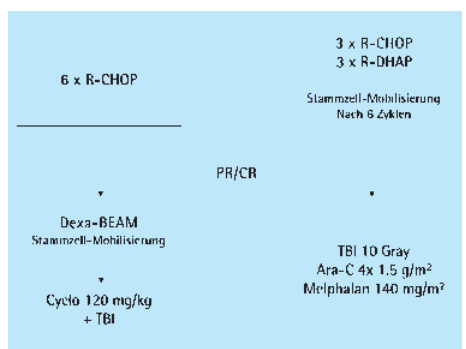 6 x R-CHOP
3 x R-CHOP
3 x R-DHAP
Stammzell-Mobilisierung
Nach 6 Zyklen
PR/CR
Dexa-BEAM
Stammzell-Mobilisierung
Cyclo 120 mg/kg
+ TBI
TBI 10 Gray
Ara-C 4x 1.5 g/m²
Melphalan 140 mg/m²